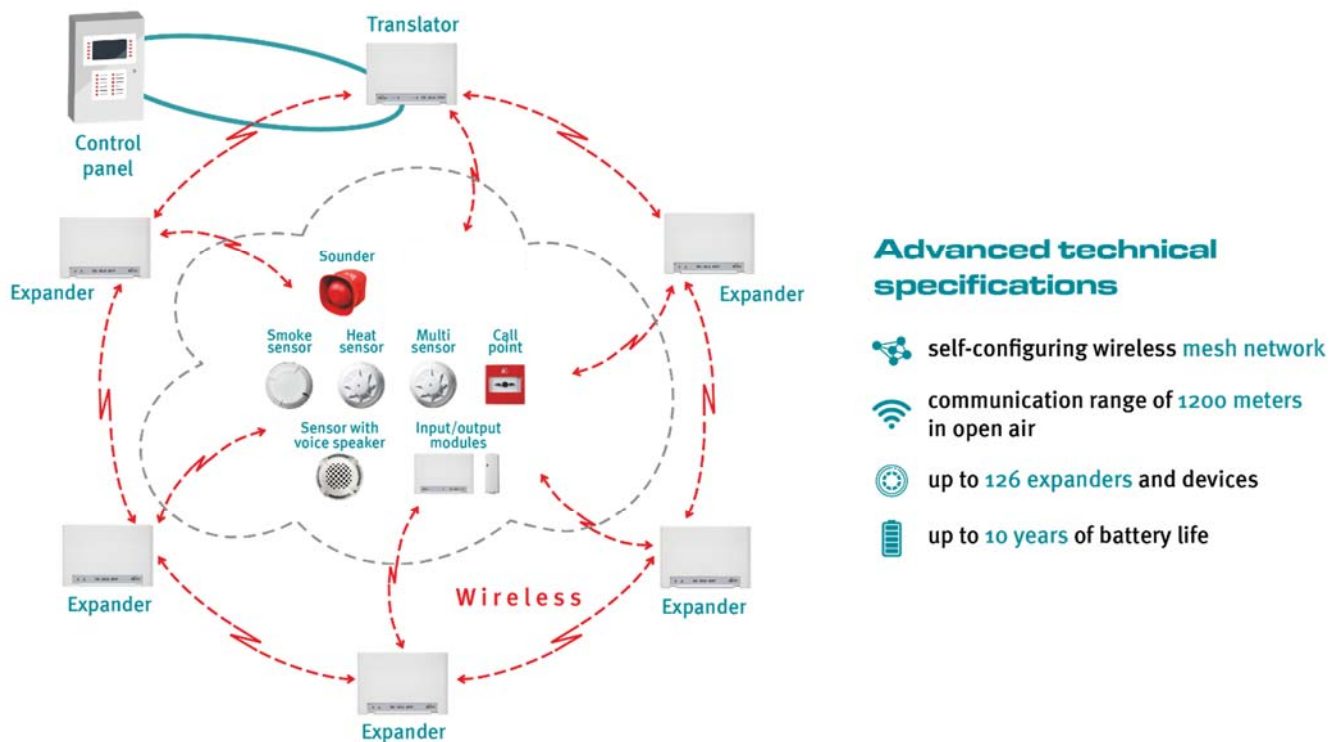 Translator
Control
panel
Expander
Expander
Sounder
Smoke
sensor
Heat
sensor
Multi
sensor
Call
point
Sensor with
voice speaker
Input/output
modules
Wireless
Expander
Expander
Expander
Advanced technical
specifications
self-configuring wireless mesh network
communication range of 1200 meters
in open air
up to 126 expanders and devices
up to 10 years of battery life